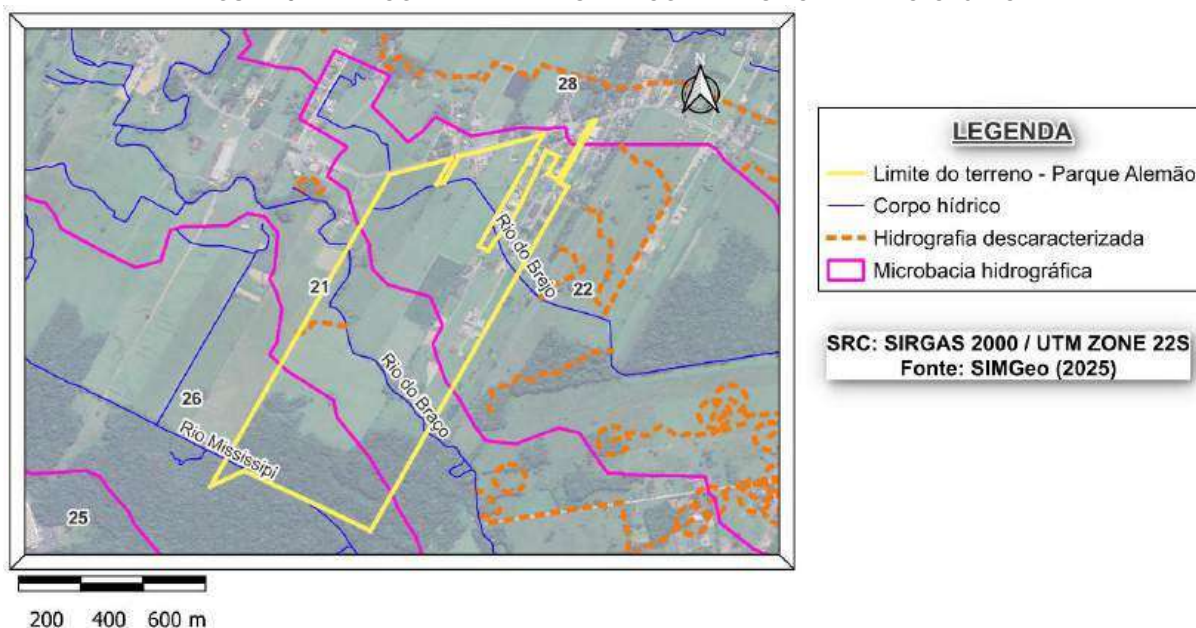 N
28
21
22
26
25
Rio do Brejo
Rio do Braço
Rio Mississipi
LEGENDA
Limite do terreno - Parque Alemão
Corpo hídrico
Hidrografia descaracterizada
Microbacia hidrográfica
SRC: SIRGAS 2000 / UTM ZONE 22S
Fonte: SIMGeo (2025)
200 400 600 m